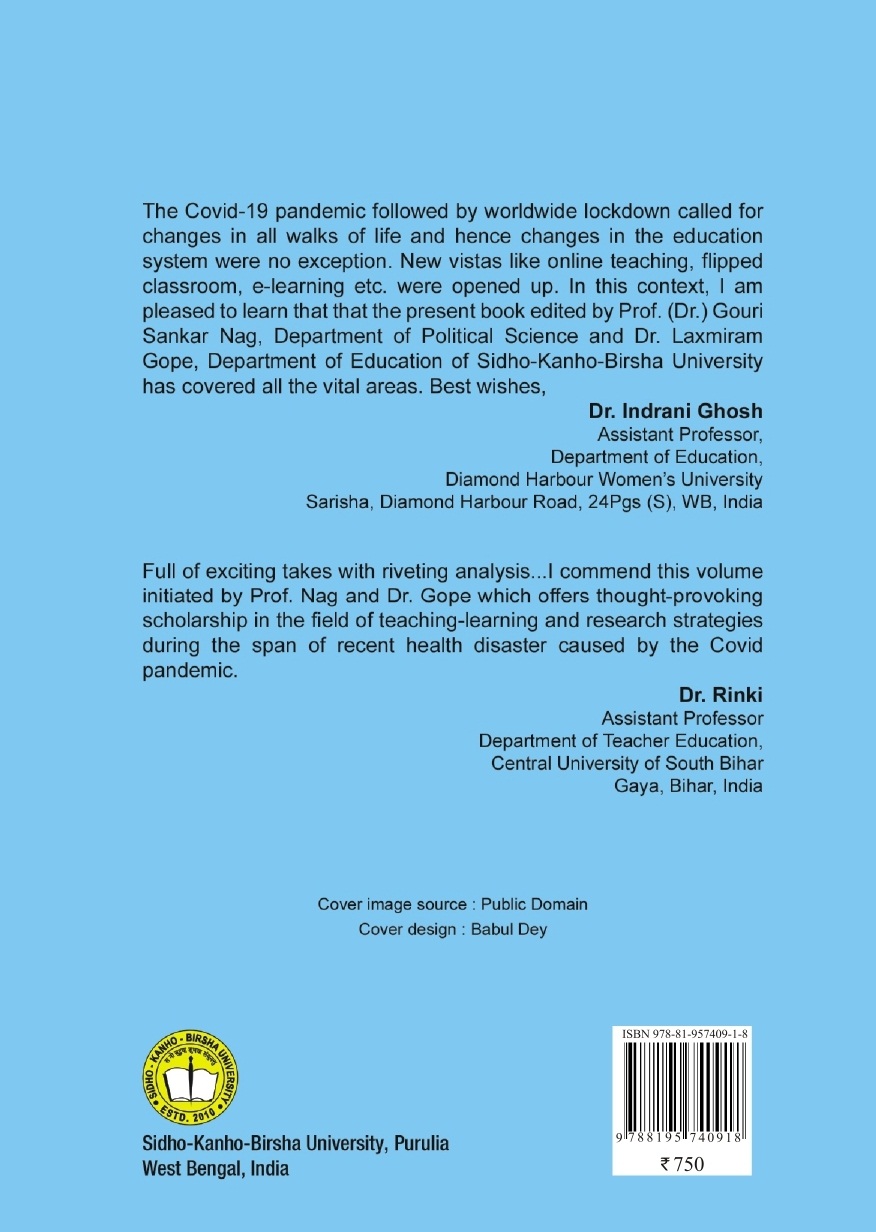 The Covid-19 pandemic followed by worldwide lockdown called for
changes in all walks of life and hence changes in the education
system were no exception. New vistas like online teaching, flipped
classroom, e-learning etc. were opened up. In this context, I am
pleased to learn that that the present book edited by Prof. (Dr.) Gouri
Sankar Nag, Department of Political Science and Dr. Laxmiram
Gope, Department of Education of Sidho-Kanho-Birsha University
has covered all the vital areas. Best wishes,
Dr. Indrani Ghosh
Assistant Professor,
Department of Education,
Diamond Harbour Women's University
Sarisha, Diamond Harbour Road, 24Pgs (S), WB, India
Full of exciting takes with riveting analysis...I commend this volume
initiated by Prof. Nag and Dr. Gope which offers thought-provoking
scholarship in the field of teaching-learning and research strategies
during the span of recent health disaster caused by the Covid
pandemic.
Dr. Rinki
Assistant Professor
Department of Teacher Education,
Central University of South Bihar
Gaya, Bihar, India
Cover image source : Public Domain
Cover design : Babul Dey
SIDHO - KANHO - BIRSHA UNIVERSITY
ESTD. 2010
Sidho-Kanho-Birsha University, Purulia
West Bengal, India
ISBN 978-81-957409-1-8
9 788195 740918
₹ 750